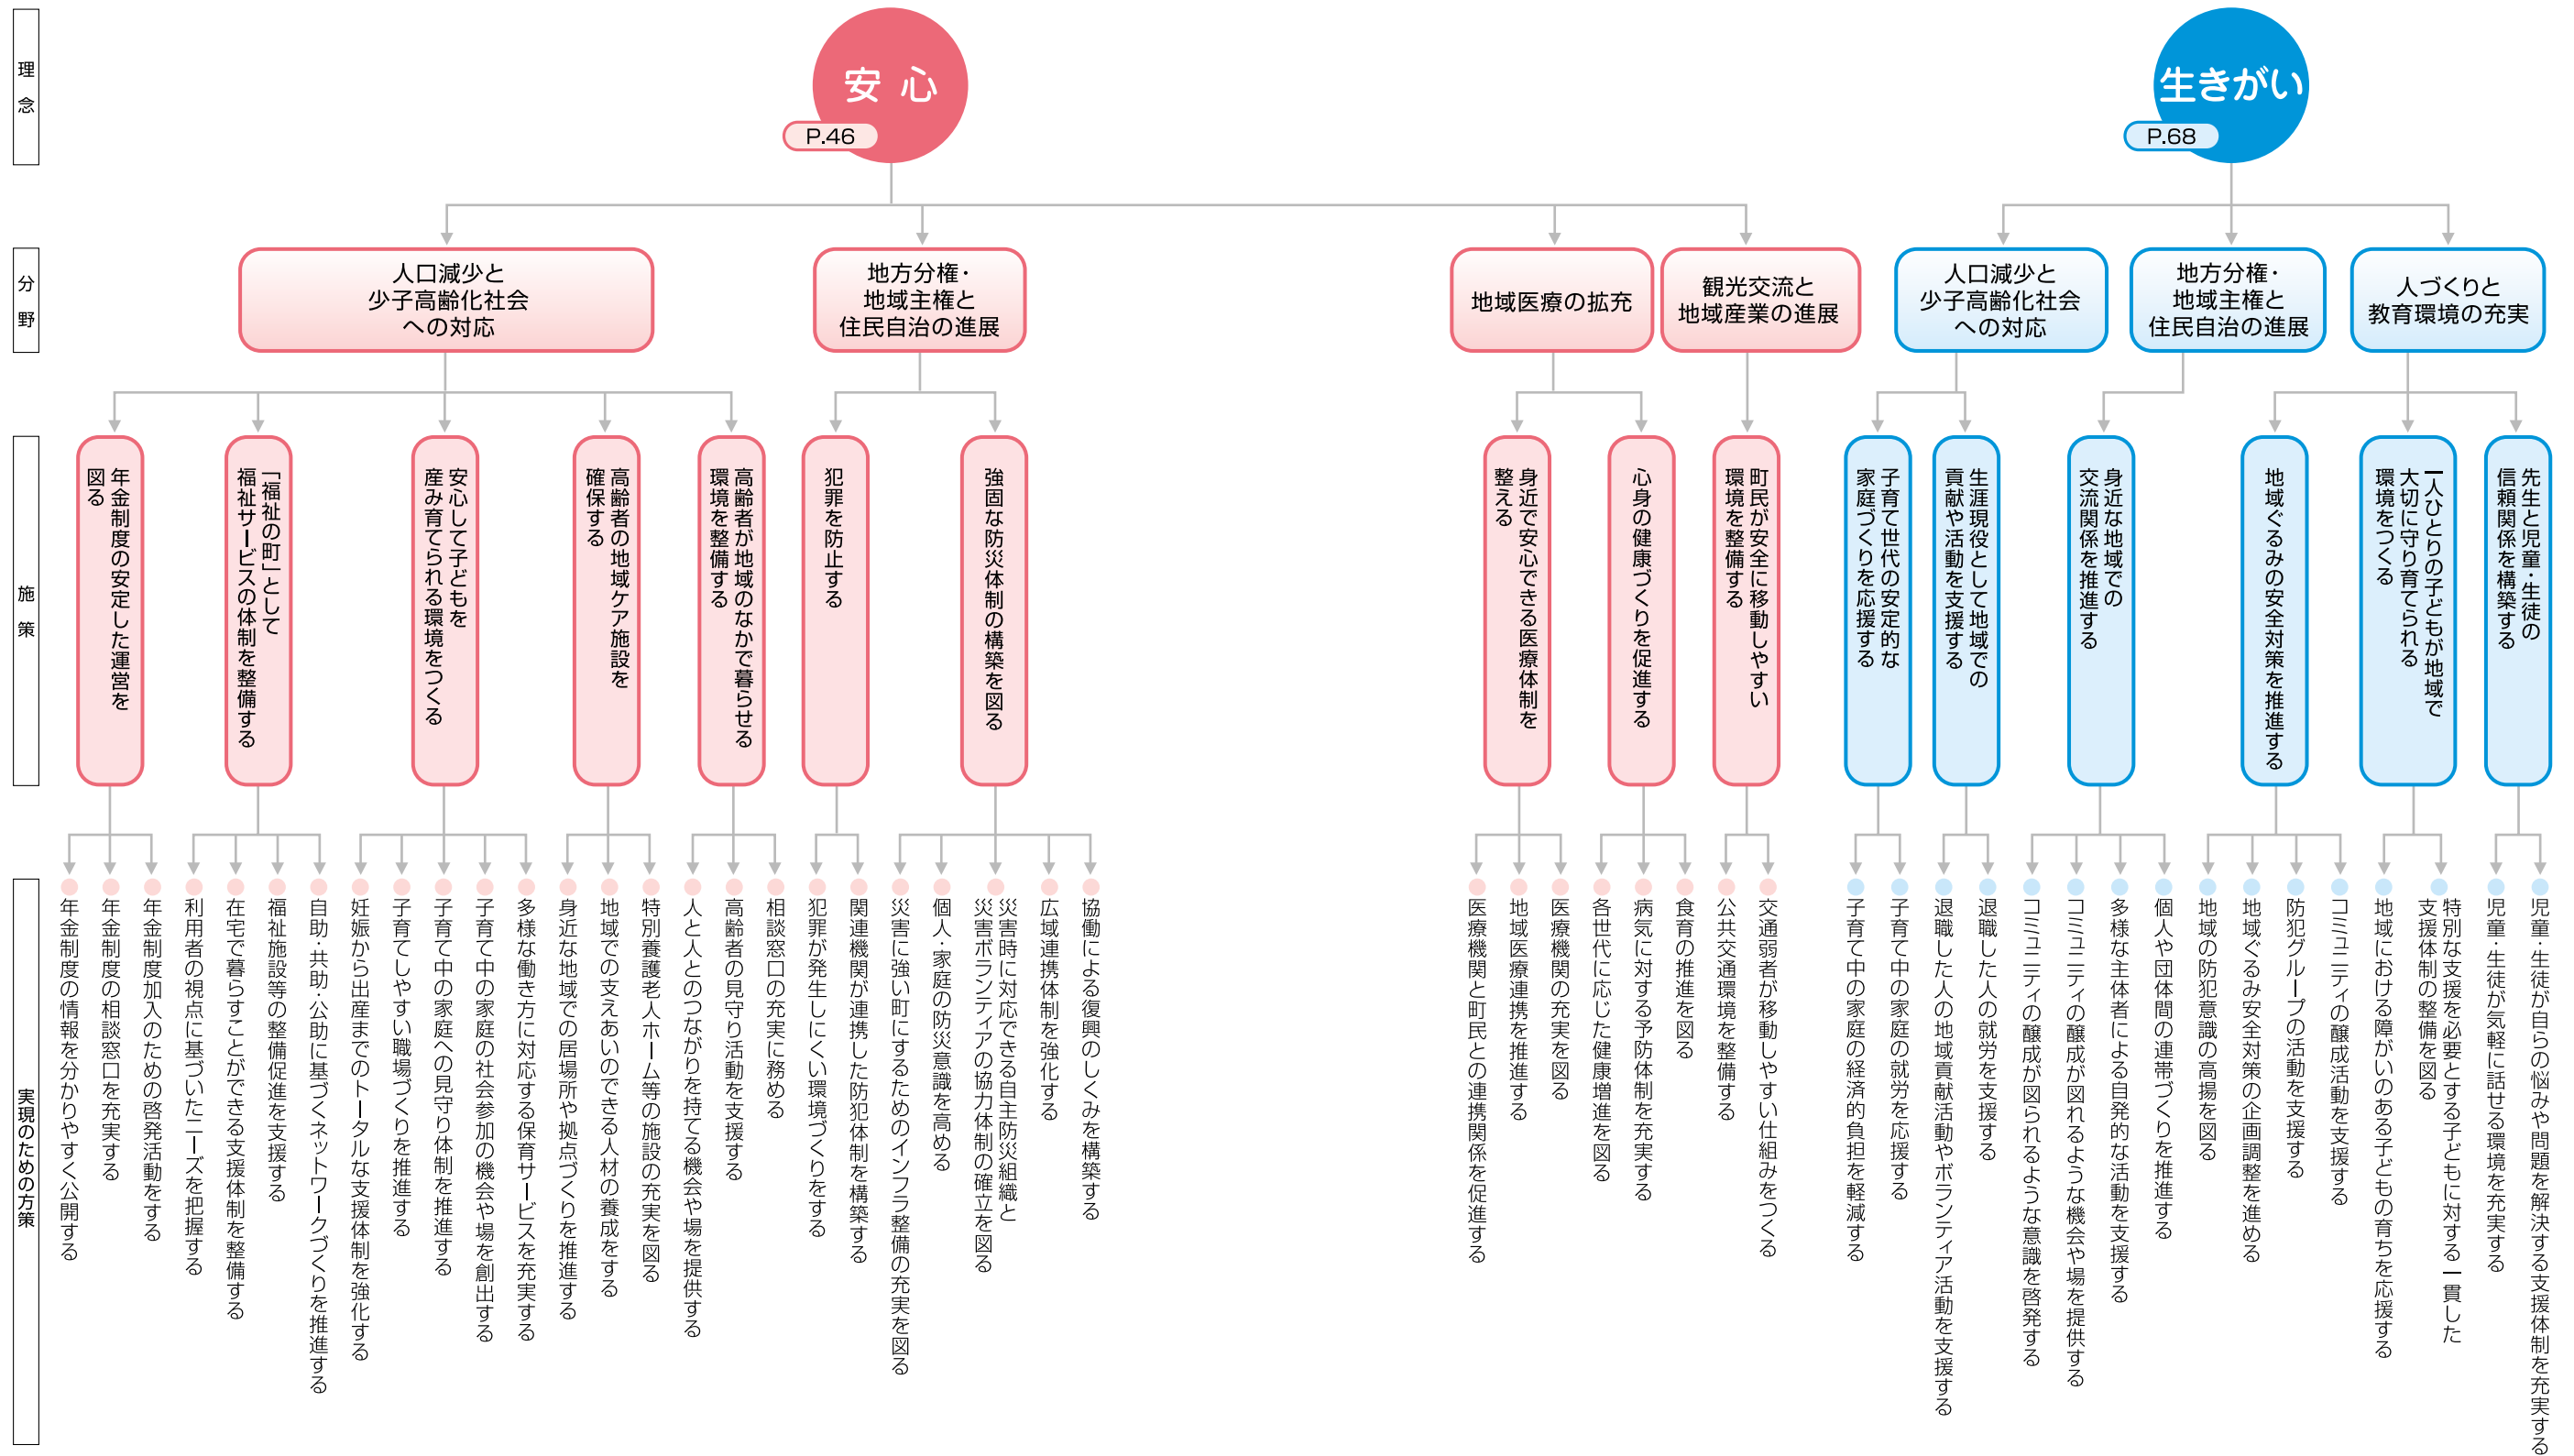 理念
安心
P.46
生きがい
P.68
分野
人口減少と
少子高齢化社会
への対応
地方分権・
地域主権と
住民自治の進展
地域医療の拡充
観光交流と
地域産業の進展
人口減少と
少子高齢化社会
への対応
地方分権・
地域主権と
住民自治の進展
人づくりと
教育環境の充実
施策
年金制度の安定した運営を
図る
「福祉の町」として
福祉サービスの体制を整備する
安心して子どもを
産み育てられる環境をつくる
高齢者の地域ケア施設を
確保する
高齢者が地域のなかで暮らせる
環境を整備する
犯罪を防止する
強固な防災体制の構築を図る
身近で安心できる医療体制を
整える
心身の健康づくりを促進する
町民が安全に移動しやすい
環境を整備する
子育て世代の安定的な
家庭づくりを応援する
生涯現役として地域での
貢献や活動を支援する
身近な地域での
交流関係を推進する
地域ぐるみの安全対策を推進する
一人ひとりの子どもが地域で
大切に守り育てられる
環境をつくる
先生と児童・生徒の
信頼関係を構築する
実現のための方策
年金制度の情報を分かりやすく公開する
年金制度の相談窓口を充実する
年金制度加入のための啓発活動をする
利用者の視点に基づいたニーズを把握する
在宅で暮らすことができる支援体制を整備する
福祉施設等の整備促進を支援する
自助・共助・公助に基づくネットワークづくりを推進する
妊娠から出産までのトータルな支援体制を強化する
子育てしやすい職場づくりを推進する
子育て中の家庭への見守り体制を推進する
子育て中の家庭の社会参加の機会や場を創出する
多様な働き方に対応する保育サービスを充実する
身近な地域での居場所や拠点づくりを推進する
地域での支えあいのできる人材の養成をする
特別養護老人ホーム等の施設の充実を図る
人と人とのつながりを持てる機会や場を提供する
高齢者の見守り活動を支援する
相談窓口の充実に務める
犯罪が発生しにくい環境づくりをする
関連機関が連携した防犯体制を構築する
災害に強い町にするためのインフラ整備の充実を図る
個人・家庭の防災意識を高める
災害時に対応できる自主防災組織と
災害ボランティアの協力体制の確立を図る
広域連携体制を強化する
協働による復興のしくみを構築する
医療機関と町民との連携関係を促進する
地域医療連携を推進する
医療機関の充実を図る
各世代に応じた健康増進を図る
病気に対する予防体制を充実する
食育の推進を図る
公共交通環境を整備する
交通弱者が移動しやすい仕組みをつくる
子育て中の家庭の経済的負担を軽減する
子育て中の家庭の就労を応援する
退職した人の地域貢献活動やボランティア活動を支援する
退職した人の就労を支援する
コミュニティの醸成が図られるような意識を啓発する
コミュニティの醸成が図れるような機会や場を提供する
多様な主体者による自発的な活動を支援する
個人や団体間の連帯づくりを推進する
地域の防犯意識の高揚を図る
地域ぐるみ安全対策の企画調整を進める
防犯グループの活動を支援する
コミュニティの醸成活動を支援する
地域における障がいのある子どもの育ちを応援する
特別な支援を必要とする子どもに対する一貫した
支援体制の整備を図る
児童・生徒が気軽に話せる環境を充実する
児童・生徒が自らの悩みや問題を解決する支援体制を充実する